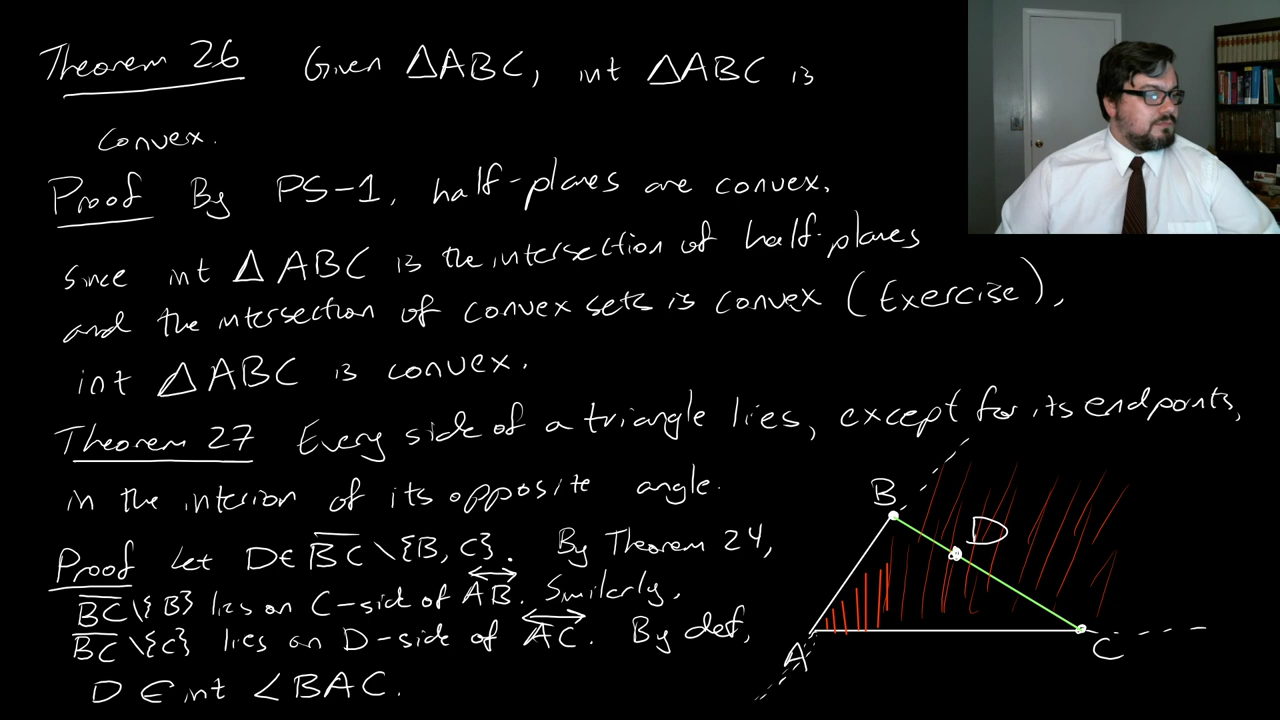 Theorem 26 Given △ABC, int △ABC is
convex.
Proof By PS-1, half-planes are convex.
Since int △ABC is the intersection of half-planes
and the intersection of convex sets is convex (Exercise),
int △ABC is convex.
Theorem 27 Every side of a triangle lies, except for its endpoints,
in the interior of its opposite angle.
Proof Let D∈B̅C̅\{B, C}. By Theorem 24,
B̅C̅\{B} lies on C-side of A⃡B. Similarly,
B̅C̅\{C} lies on D-side of A⃡C. By def,
D ∈ int ∠BAC.
B
D
A
C